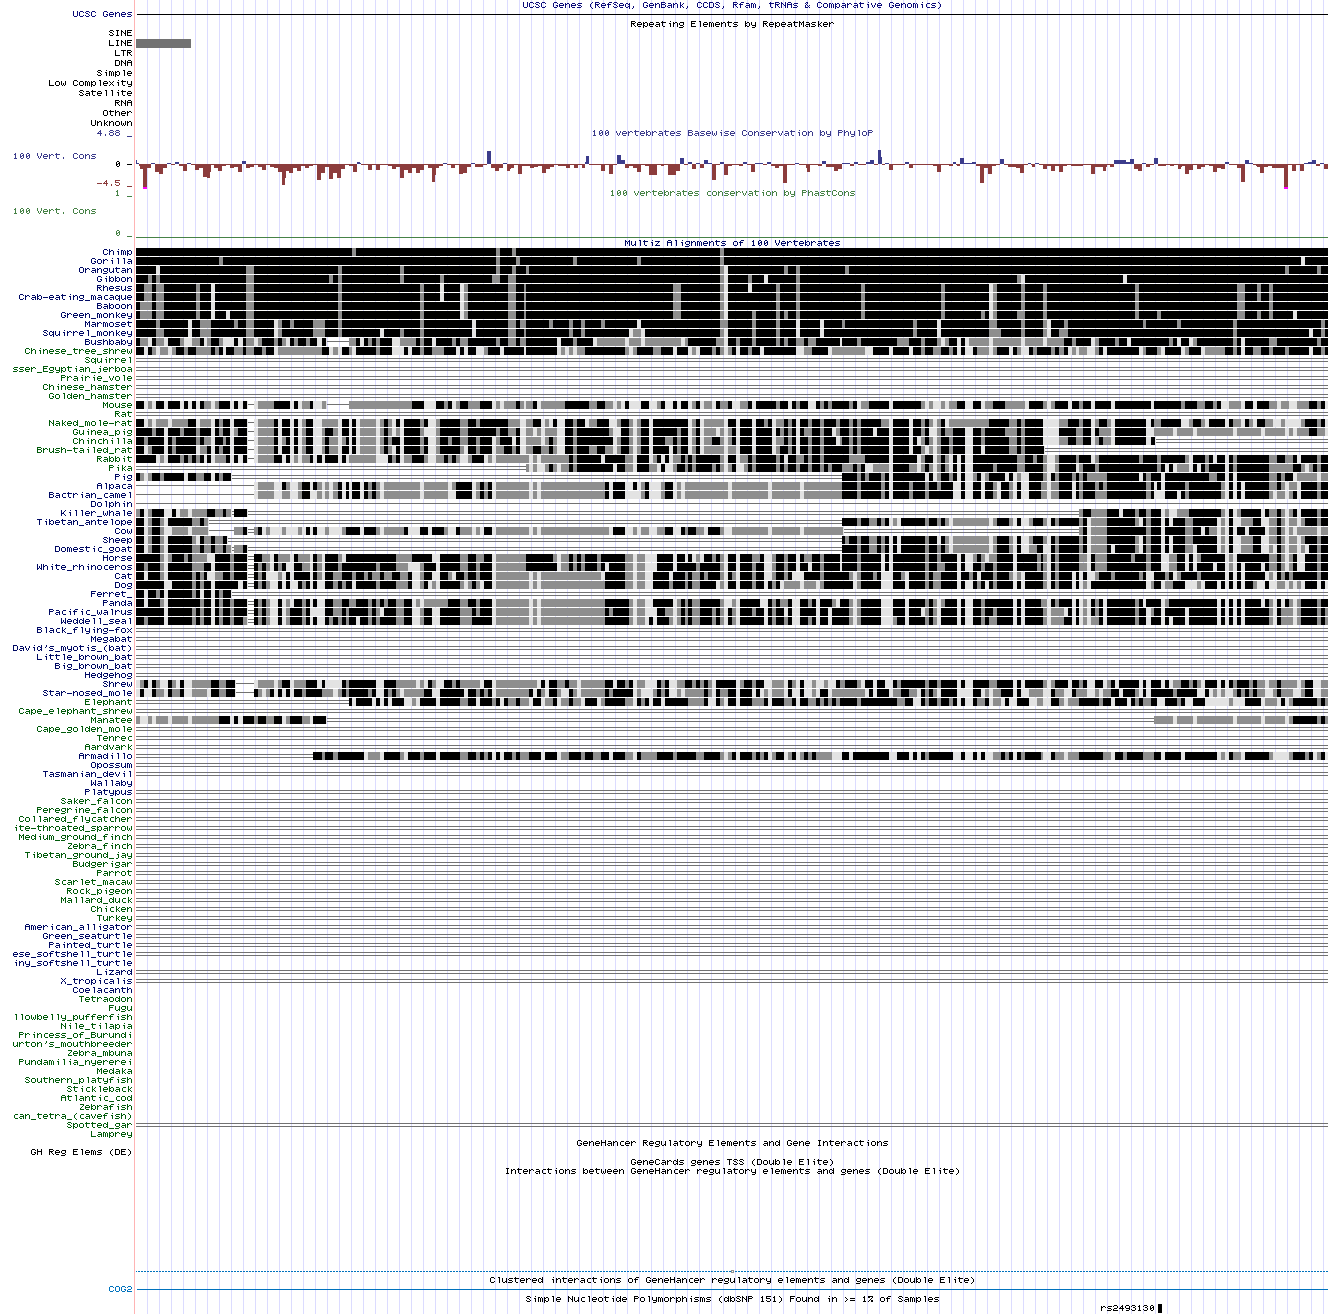 UCSC Genes (RefSeq, GenBank, CCDS, Rfam, tRNAs & Comparative Genomics)
UCSC Genes
Repeating Elements by RepeatMasker
SINE
LINE
LTR
DNA
Simple
Low Complexity
Satellite
RNA
Other
Unknown
4.88 _
100 vertebrates Basewise Conservation by PhyloP
100 Vert. Cons
0 _
-4.5 _
1 _
100 vertebrates conservation by PhastCons
100 Vert. Cons
0 _
Multiz Alignments of 100 Vertebrates
Chimp
Gorilla
Orangutan
Gibbon
Rhesus
Crab-eating_macaque
Baboon
Green_monkey
Marmoset
Squirrel_monkey
Bushbaby
Chinese_tree_shrew
Squirrel
sser_Egyptian_jerboa
Prairie_vole
Chinese_hamster
Golden_hamster
Mouse
Rat
Naked_mole-rat
Guinea_pig
Chinchilla
Brush-tailed_rat
Rabbit
Pika
Pig
Alpaca
Bactrian_camel
Dolphin
Killer_whale
Tibetan_antelope
Cow
Sheep
Domestic_goat
Horse
White_rhinoceros
Cat
Dog
Ferret_
Panda
Pacific_walrus
Weddell_seal
Black_flying-fox
Megabat
David's_myotis_(bat)
Little_brown_bat
Big_brown_bat
Hedgehog
Shrew
Star-nosed_mole
Elephant
Cape_elephant_shrew
Manatee
Cape_golden_mole
Tenrec
Aardvark
Armadillo
Opossum
Tasmanian_devil
Wallaby
Platypus
Saker_falcon
Peregrine_falcon
Collared_flycatcher
ite-throated_sparrow
Medium_ground_finch
Zebra_finch
Tibetan_ground_jay
Budgerigar
Parrot
Scarlet_macaw
Rock_pigeon
Mallard_duck
Chicken
Turkey
American_alligator
Green_seaturtle
Painted_turtle
ese_softshell_turtle
iny_softshell_turtle
Lizard
X_tropicalis
Coelacanth
Tetraodon
Fugu
llowbelly_pufferfish
Nile_tilapia
Princess_of_Burundi
urton's_mouthbreeder
Zebra_mbuna
Pundamilia_nyererei
Medaka
Southern_platyfish
Stickleback
Atlantic_cod
Zebrafish
can_tetra_(cavefish)
Spotted_gar
Lamprey
GeneHancer Regulatory Elements and Gene Interactions
GH Reg Elems (DE)
GeneCards genes TSS (Double Elite)
Interactions between GeneHancer regulatory elements and genes (Double Elite)
Clustered interactions of GeneHancer regulatory elements and genes (Double Elite)
COG2
Simple Nucleotide Polymorphisms (dbSNP 151) Found in >= 1% of Samples
rs2493130